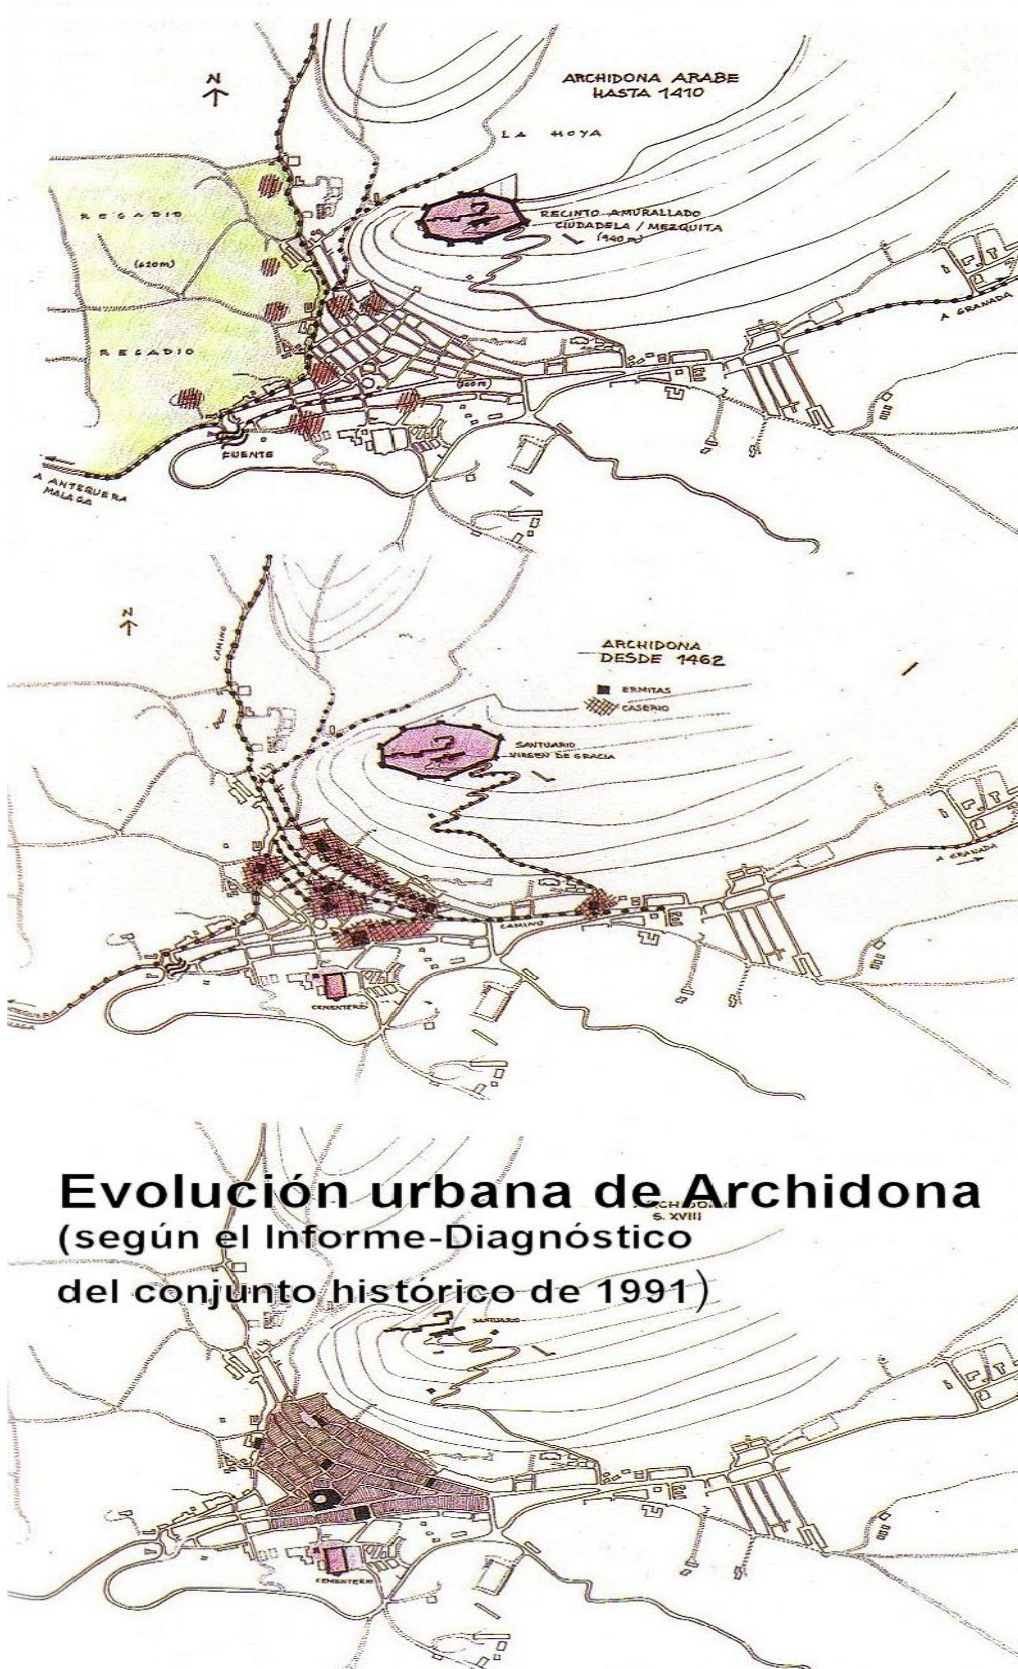 N
ARCHIDONA ARABE
HASTA 1410
LA HOYA
REGADIO
RECINTO AMURALLADO
CIUDADELA / MEZQUITA
(940 m)
(620m)
A GRANADA
REGADIO
FUENTE
A ANTEQUERA
MALAGA
N
CAMINO
ARCHIDONA
DESDE 1462
ERMITAS
CASERIO
SANTUARIO
VIRGEN DE GRACIA
A GRANADA
CAMINO
CEMENTERIO
Evolución urbana de Archidona
S. XVIII
(según el Informe-Diagnóstico
del conjunto histórico de 1991)
SANTUARIO
CEMENTERIO